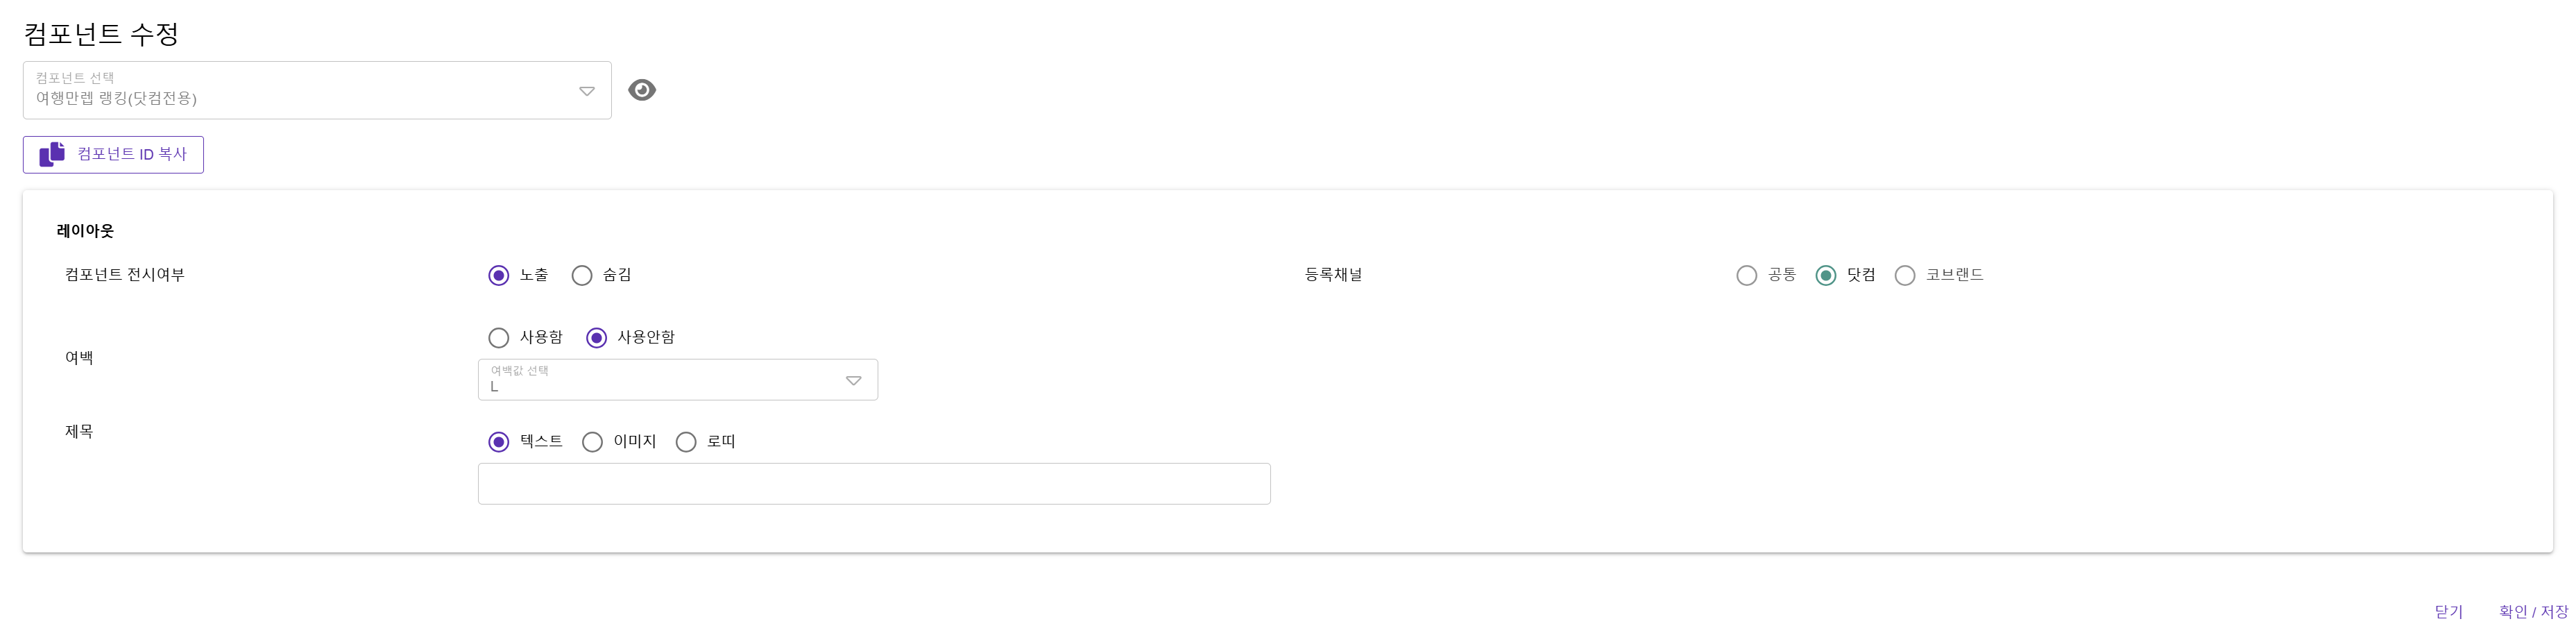 컴포넌트 수정
컴포넌트 선택
여행만렙 랭킹(닷컴전용)
컴포넌트 ID 복사
레이아웃
컴포넌트 전시여부 노출 숨김 등록채널 공통 닷컴 코브랜드
사용함 사용안함
여백
여백값 선택
L
제목
텍스트 이미지 로띠
닫기 확인 / 저장